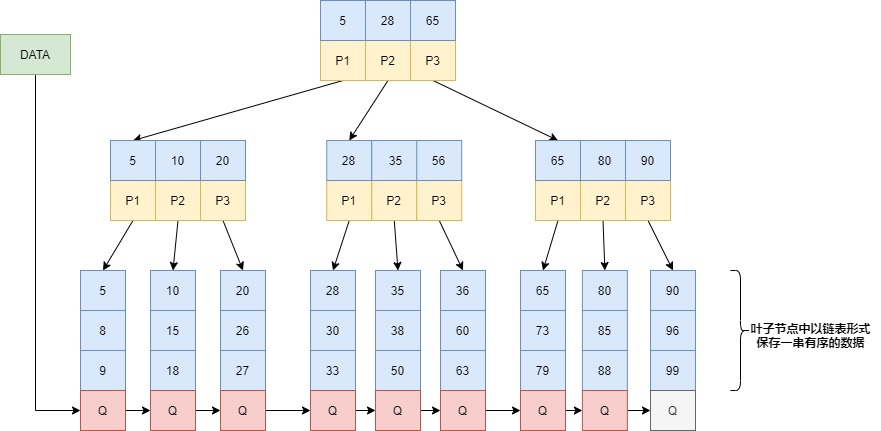 5 28 65
DATA
P1 P2 P3
5 10 20
28 35 56
65 80 90
P1 P2 P3
P1 P2 P3
P1 P2 P3
5 10 20 28 35 36 65 80 90
8 15 26 30 38 60 73 85 96
9 18 27 33 50 63 79 88 99
Q Q Q Q Q Q Q Q Q
叶子节点中以链表形式
保存一串有序的数据